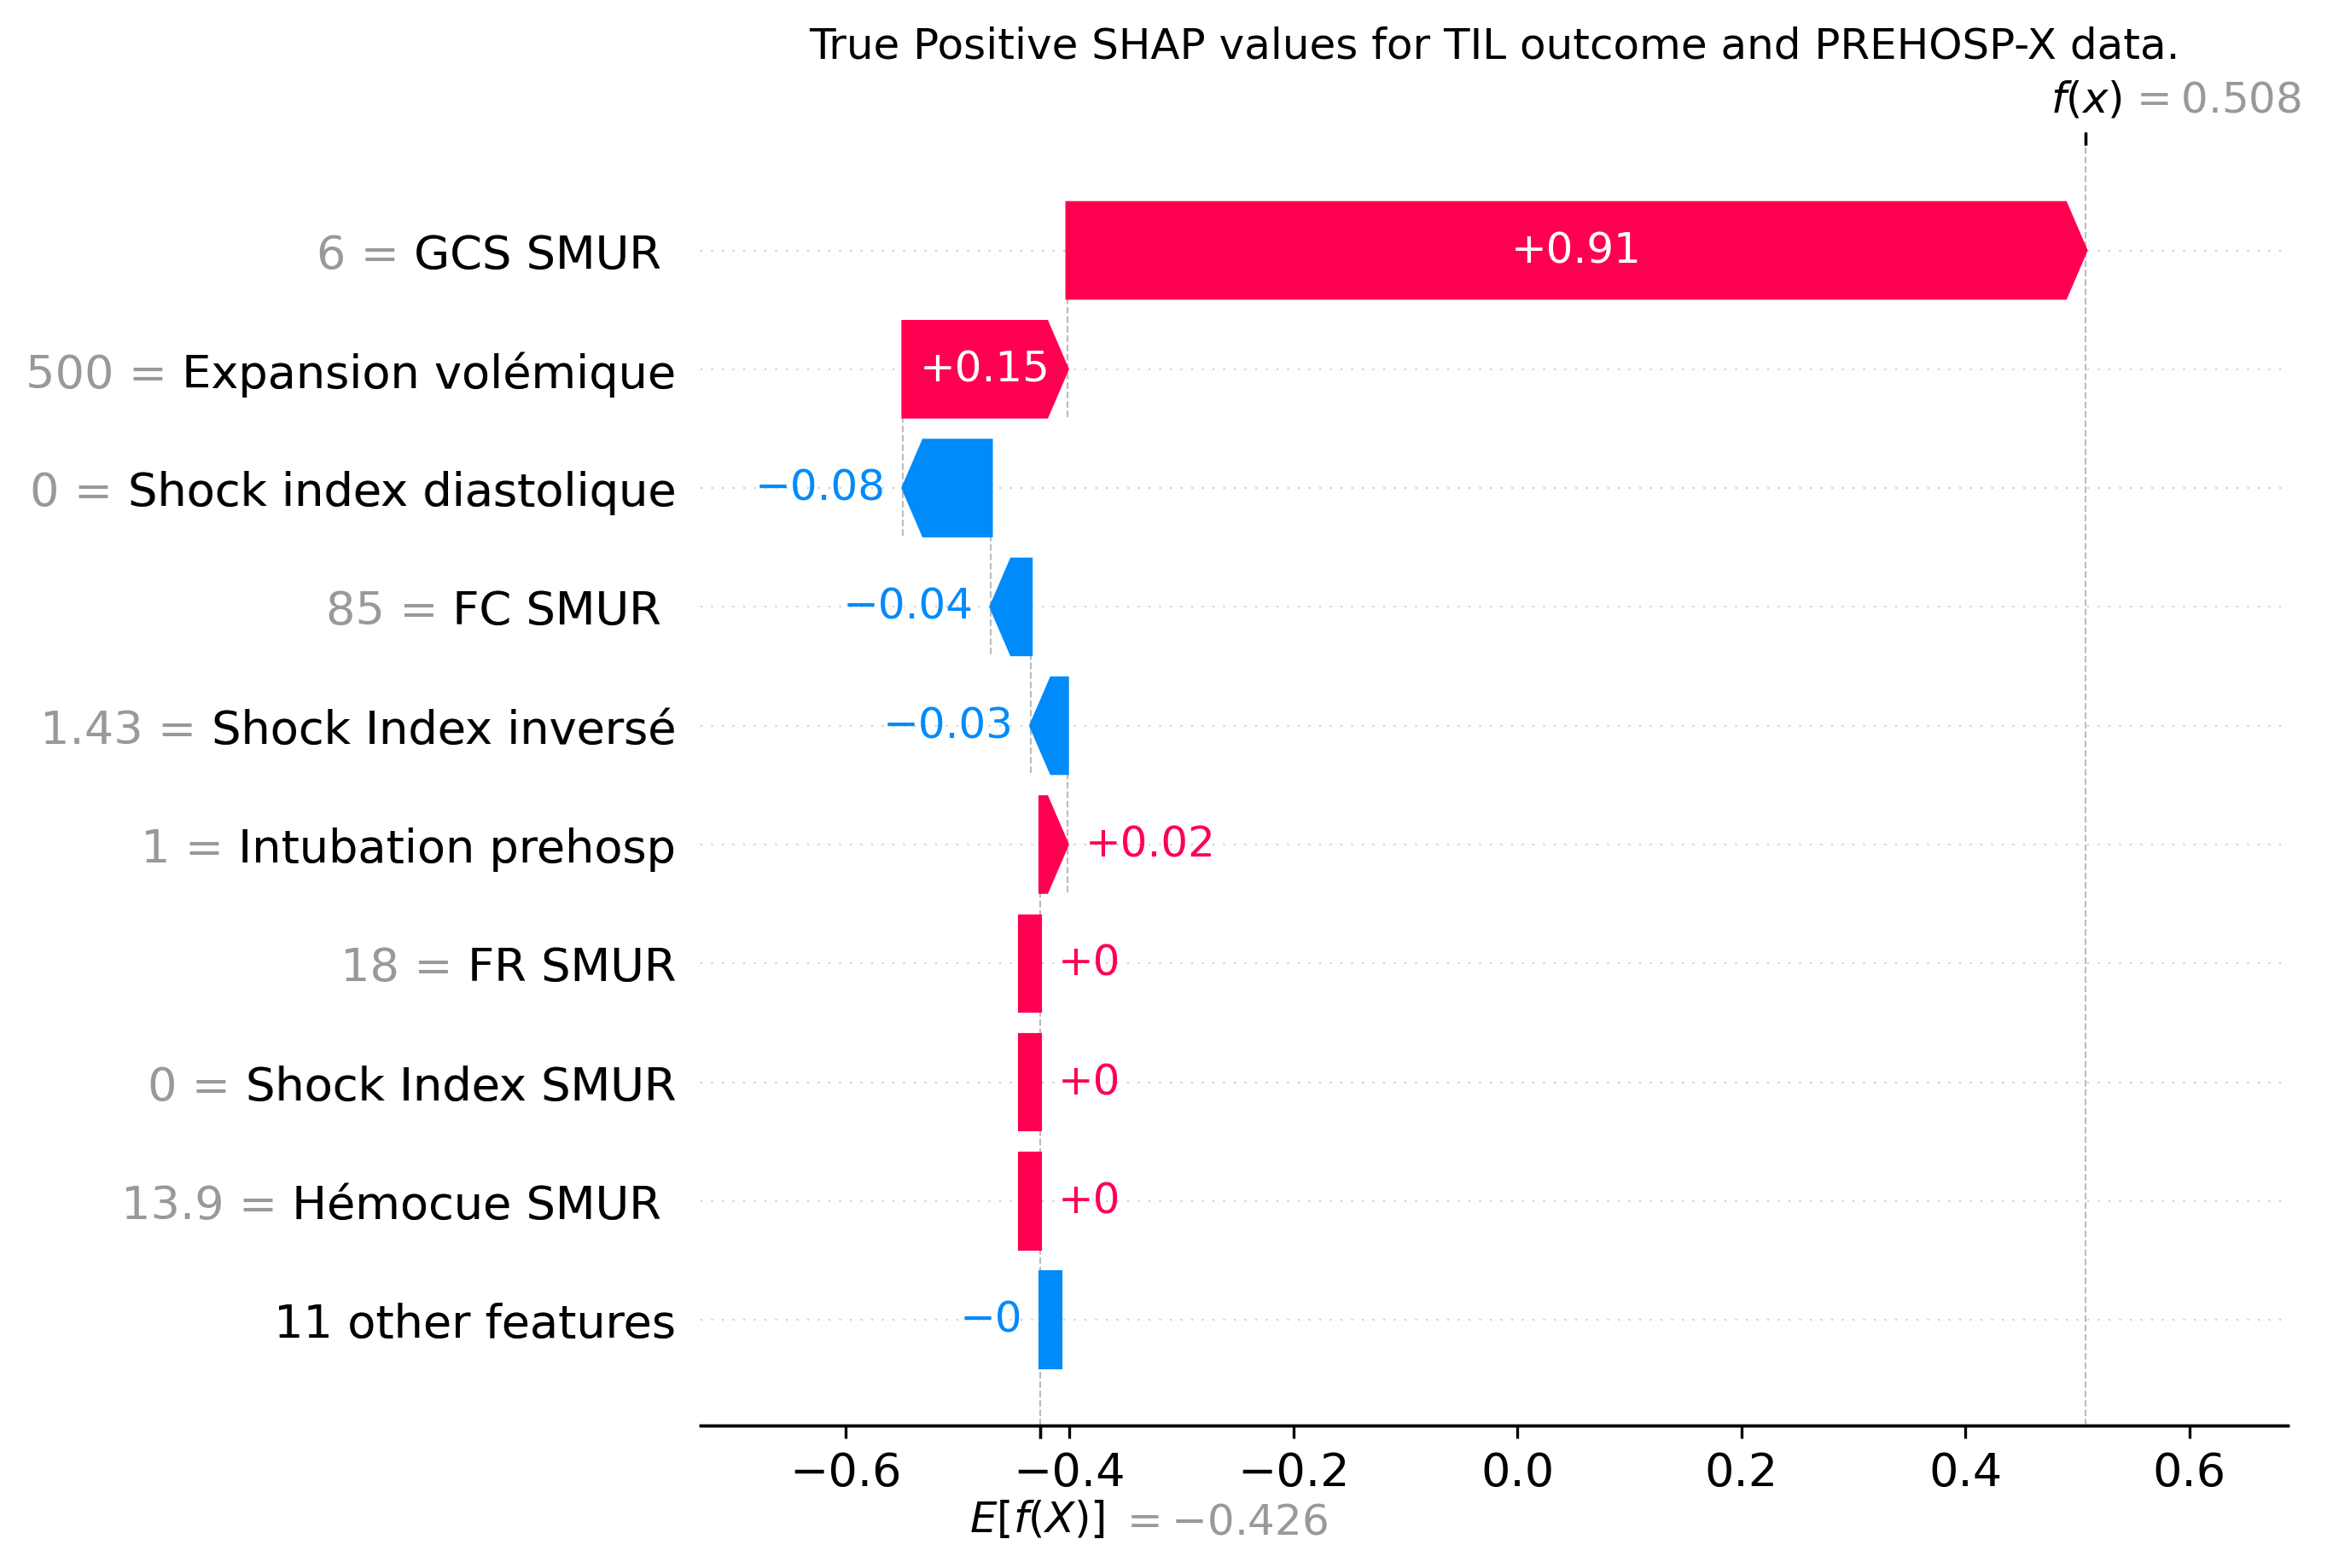 True Positive SHAP values for TIL outcome and PREHOSP-X data.
f(x) = 0.508
6 = GCS SMUR +0.91
500 = Expansion volémique +0.15
0 = Shock index diastolique −0.08
85 = FC SMUR −0.04
1.43 = Shock Index inversé −0.03
1 = Intubation prehosp +0.02
18 = FR SMUR +0
0 = Shock Index SMUR +0
13.9 = Hémocue SMUR +0
11 other features −0
−0.6 −0.4 −0.2 0.0 0.2 0.4 0.6
E[f(X)] = −0.426